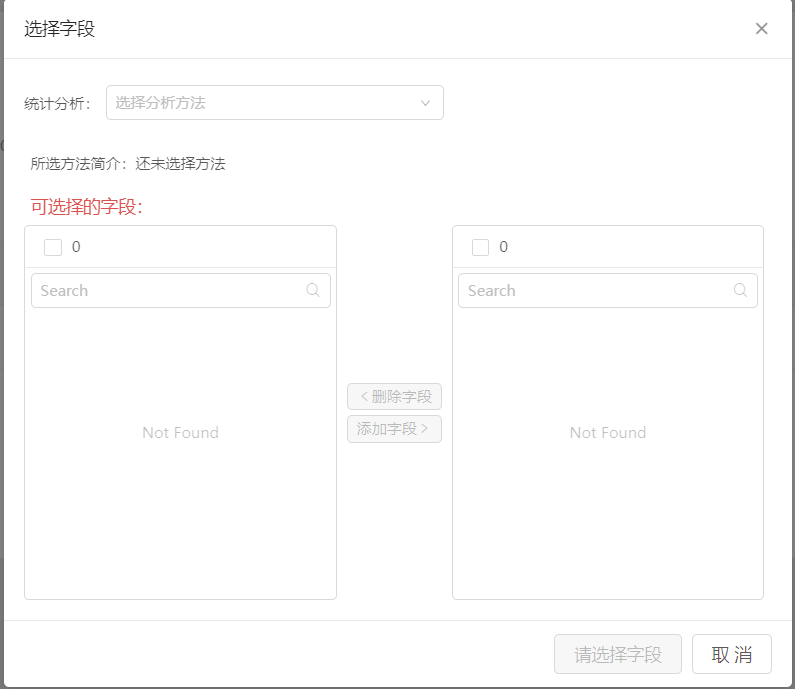 选择字段
统计分析： 选择分析方法
所选方法简介：还未选择方法
可选择的字段：
0
0
Search
Search
删除字段
添加字段
Not Found
Not Found
请选择字段
取 消